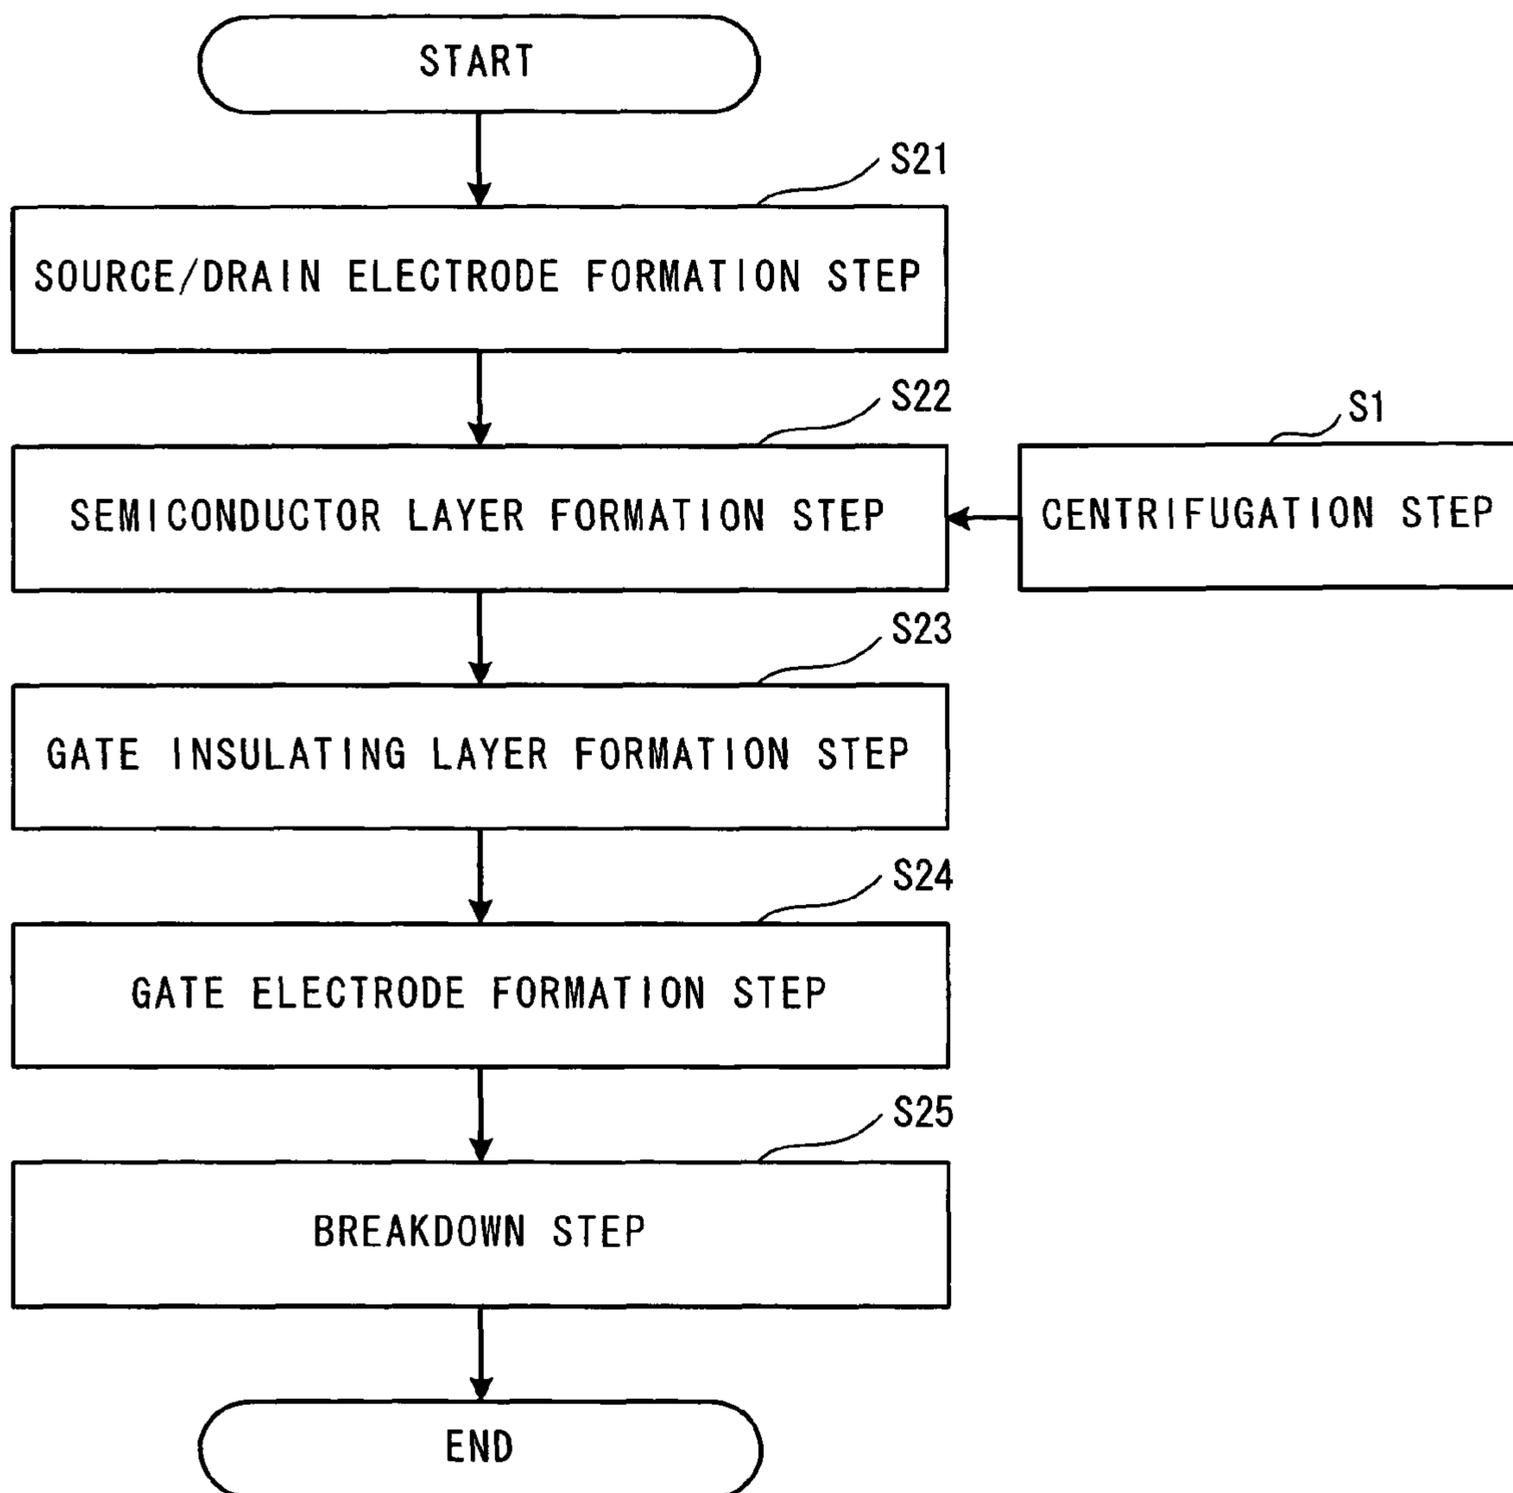 START
S21
SOURCE/DRAIN ELECTRODE FORMATION STEP
S22
SEMICONDUCTOR LAYER FORMATION STEP
S1
CENTRIFUGATION STEP
S23
GATE INSULATING LAYER FORMATION STEP
S24
GATE ELECTRODE FORMATION STEP
S25
BREAKDOWN STEP
END